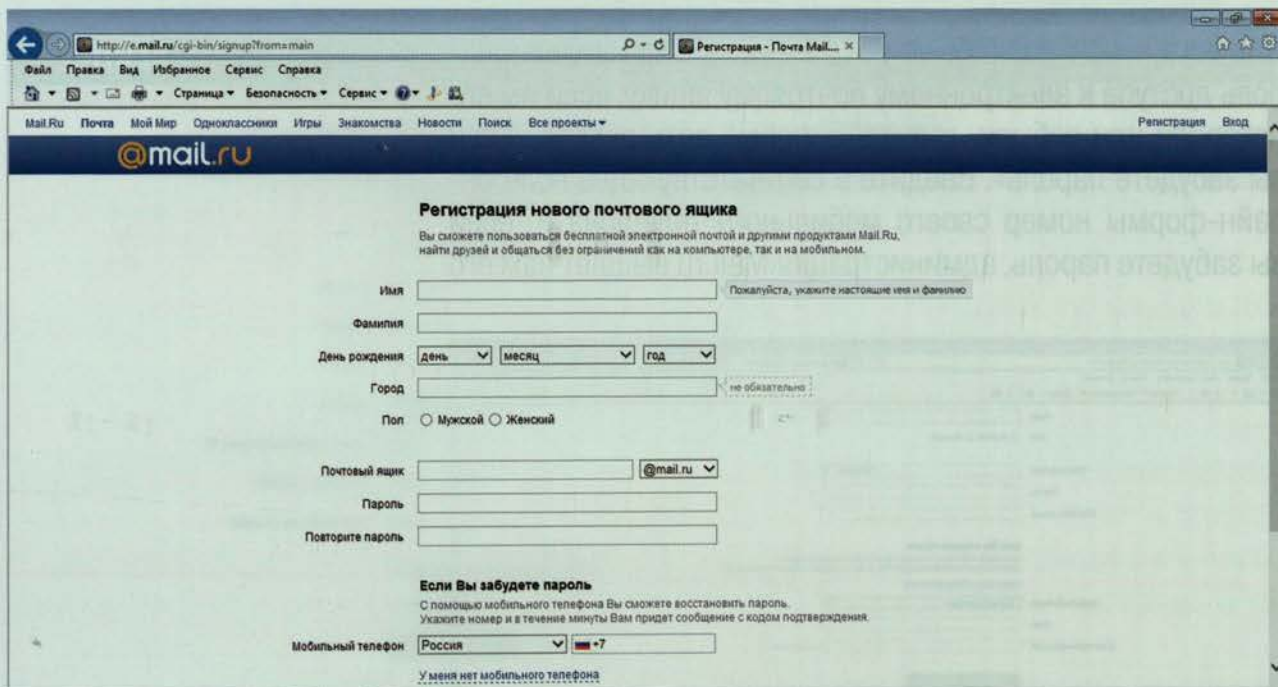 http://e.mail.ru/cgi-bin/signup?from=main
Регистрация - Почта Mail....
Файл Правка Вид Избранное Сервис Справка
Страница Безопасность Сервис
Mail.Ru Почта Мой Мир Одноклассники Игры Знакомства Новости Поиск Все проекты Регистрация Вход
@mail.ru
Регистрация нового почтового ящика
Вы сможете пользоваться бесплатной электронной почтой и другими продуктами Mail.Ru,
найти друзей и общаться без ограничений как на компьютере, так и на мобильном.
Имя Пожалуйста, укажите настоящие имя и фамилию
Фамилия
День рождения день месяц год
Город не обязательно
Пол Мужской Женский
Почтовый ящик @mail.ru
Пароль
Повторите пароль
Если Вы забудете пароль
С помощью мобильного телефона Вы сможете восстановить пароль.
Укажите номер и в течение минуты Вам придет сообщение с кодом подтверждения.
Мобильный телефон Россия +7
У меня нет мобильного телефона